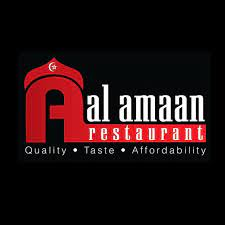 al amaan
restaurant
Quality • Taste • Affordability